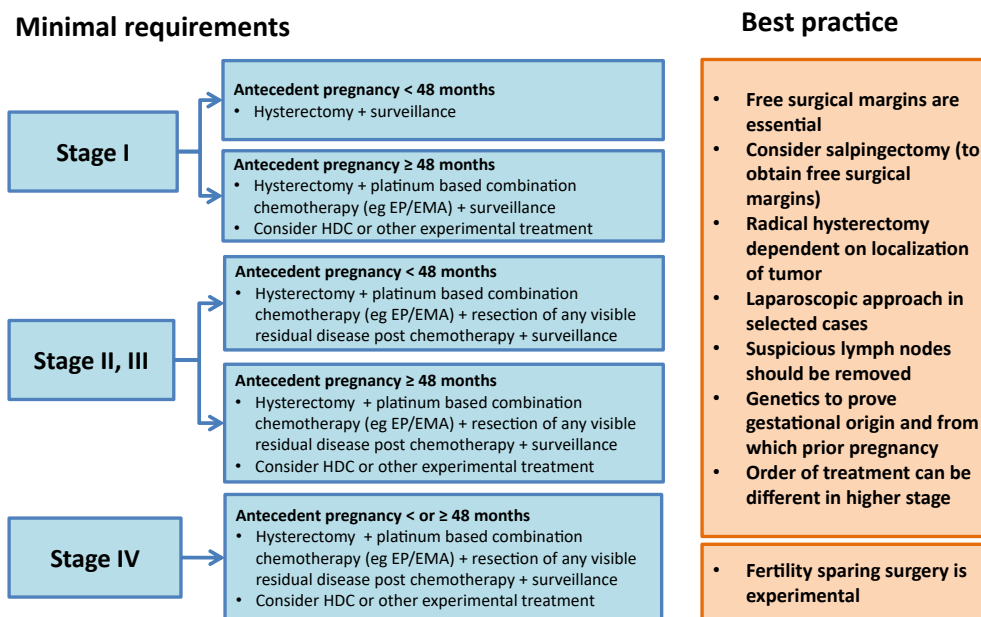 Minimal requirements
Stage I
Antecedent pregnancy < 48 months
• Hysterectomy + surveillance
Antecedent pregnancy ≥ 48 months
• Hysterectomy + platinum based combination
chemotherapy (eg EP/EMA) + surveillance
• Consider HDC or other experimental treatment
Stage II, III
Antecedent pregnancy < 48 months
• Hysterectomy + platinum based combination
chemotherapy (eg EP/EMA) + resection of any visible
residual disease post chemotherapy + surveillance
Antecedent pregnancy ≥ 48 months
• Hysterectomy + platinum based combination
chemotherapy (eg EP/EMA) + resection of any visible
residual disease post chemotherapy + surveillance
• Consider HDC or other experimental treatment
Stage IV
Antecedent pregnancy < or ≥ 48 months
• Hysterectomy + platinum based combination
chemotherapy (eg EP/EMA) + resection of any visible
residual disease post chemotherapy + surveillance
• Consider HDC or other experimental treatment
Best practice
• Free surgical margins are
essential
• Consider salpingectomy (to
obtain free surgical
margins)
• Radical hysterectomy
dependent on localization
of tumor
• Laparoscopic approach in
selected cases
• Suspicious lymph nodes
should be removed
• Genetics to prove
gestational origin and from
which prior pregnancy
• Order of treatment can be
different in higher stage
• Fertility sparing surgery is
experimental